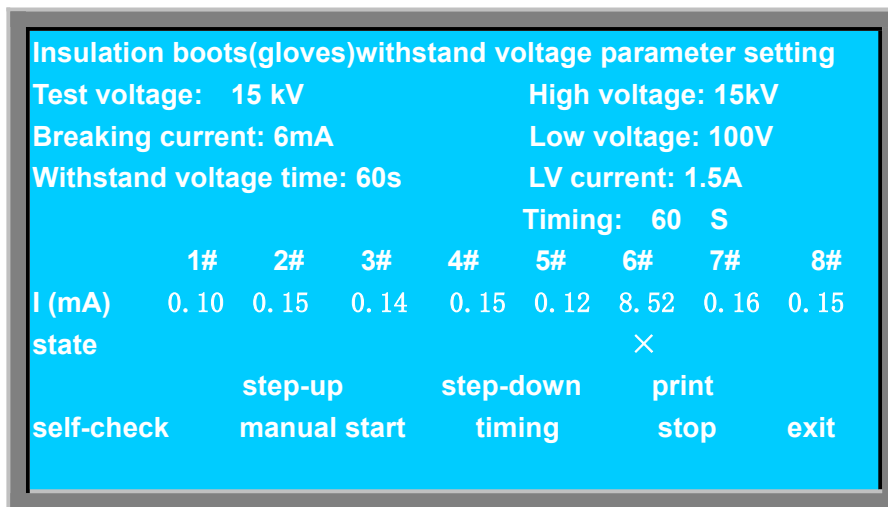 Insulation boots(gloves)withstand voltage parameter setting
Test voltage: 15 kV High voltage: 15kV
Breaking current: 6mA Low voltage: 100V
Withstand voltage time: 60s LV current: 1.5A
Timing: 60 S
1# 2# 3# 4# 5# 6# 7# 8#
I (mA) 0.10 0.15 0.14 0.15 0.12 8.52 0.16 0.15
state ×
step-up step-down print
self-check manual start timing stop exit